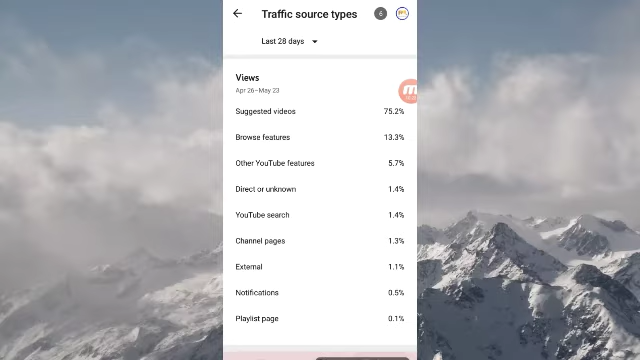 Traffic source types
6
Last 28 days
Views
Apr 26–May 23
Suggested videos 75.2%
Browse features 13.3%
Other YouTube features 5.7%
Direct or unknown 1.4%
YouTube search 1.4%
Channel pages 1.3%
External 1.1%
Notifications 0.5%
Playlist page 0.1%